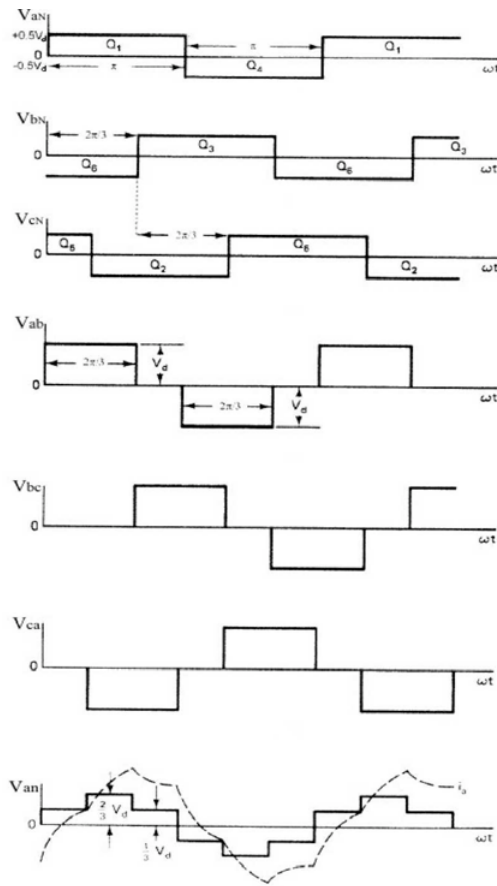 VaN
+0.5Vd
0
-0.5Vd
Q1
π
Q1
π
Q4
ωt
VbN
2π/3
0
Q3
Q3
Q6
Q6
ωt
VcN
2π/3
0
Q5
Q6
Q2
Q2
ωt
Vab
2π/3
Vd
0
2π/3
Vd
ωt
Vbc
0
ωt
Vca
0
ωt
Van
2/3 Vd
ia
0
1/3 Vd
ωt